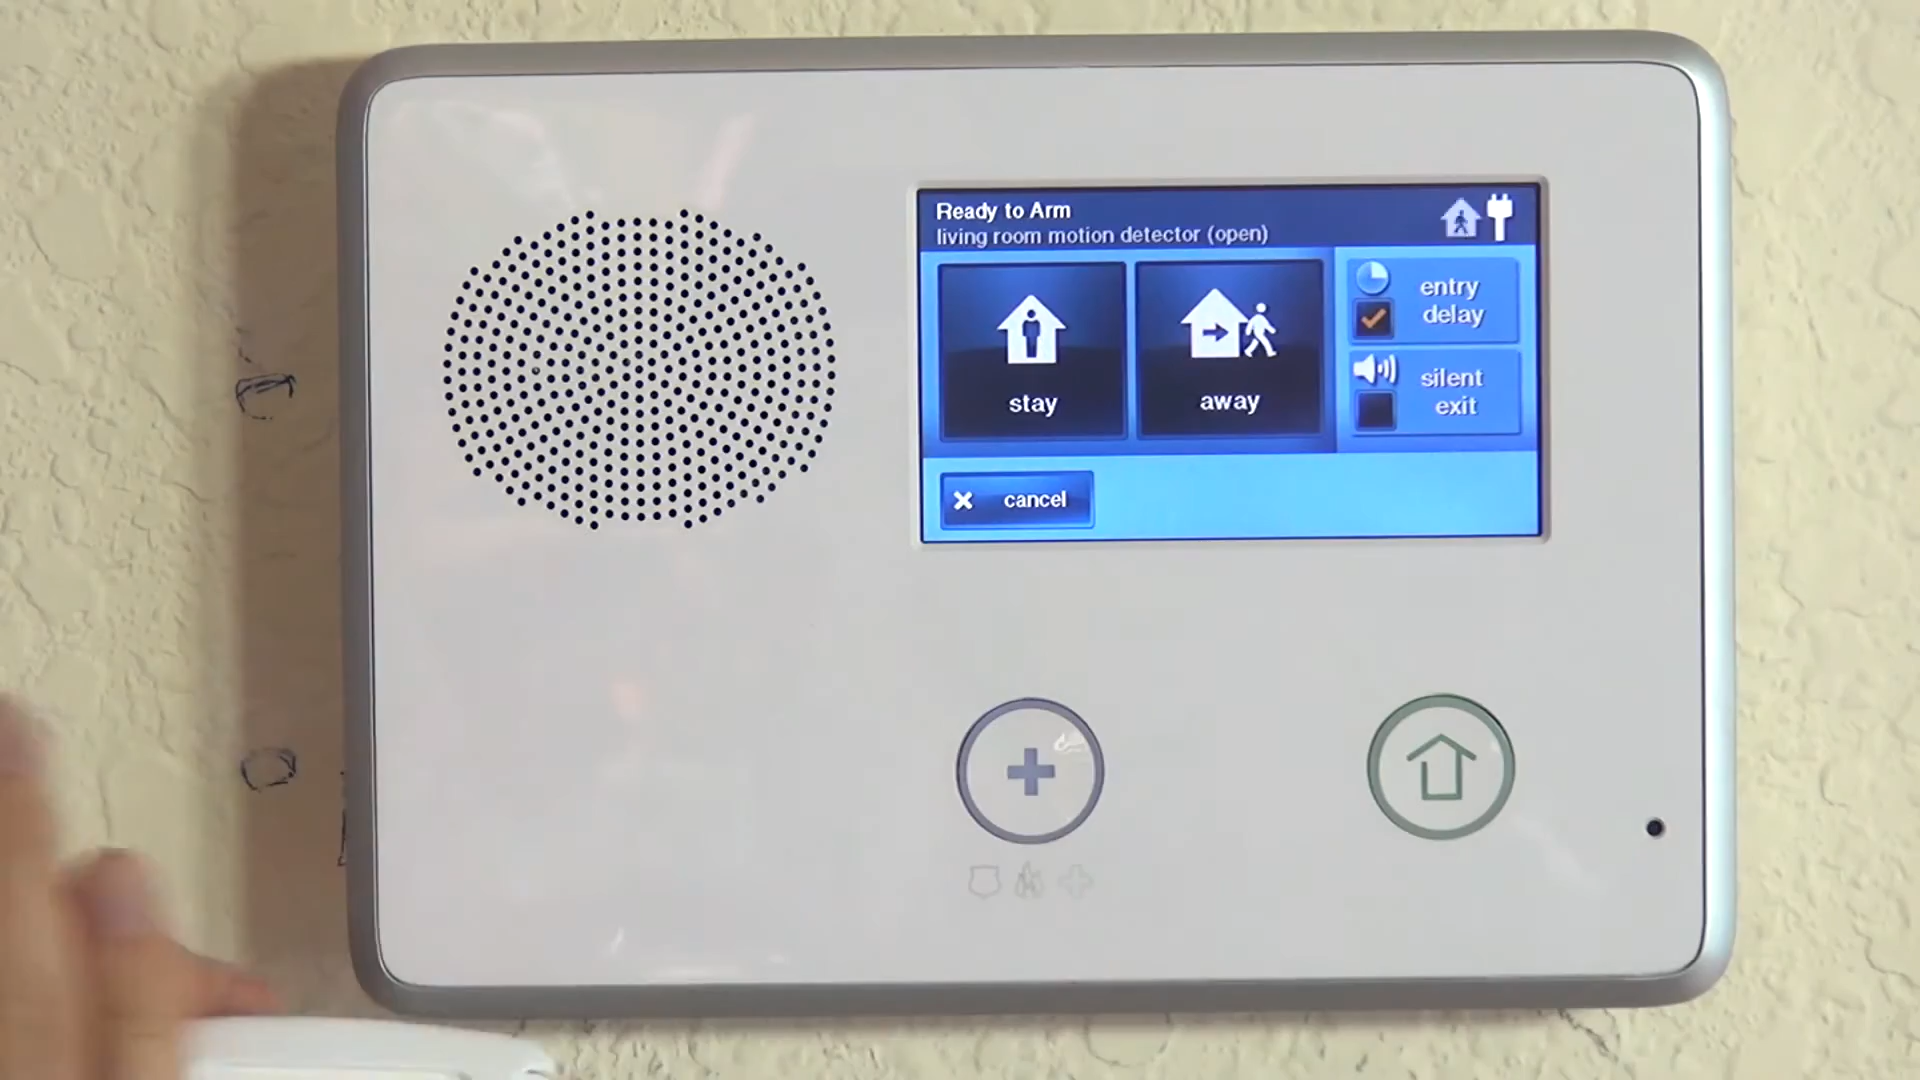 Ready to Arm
living room motion detector (open)
stay
away
entry
delay
silent
exit
cancel